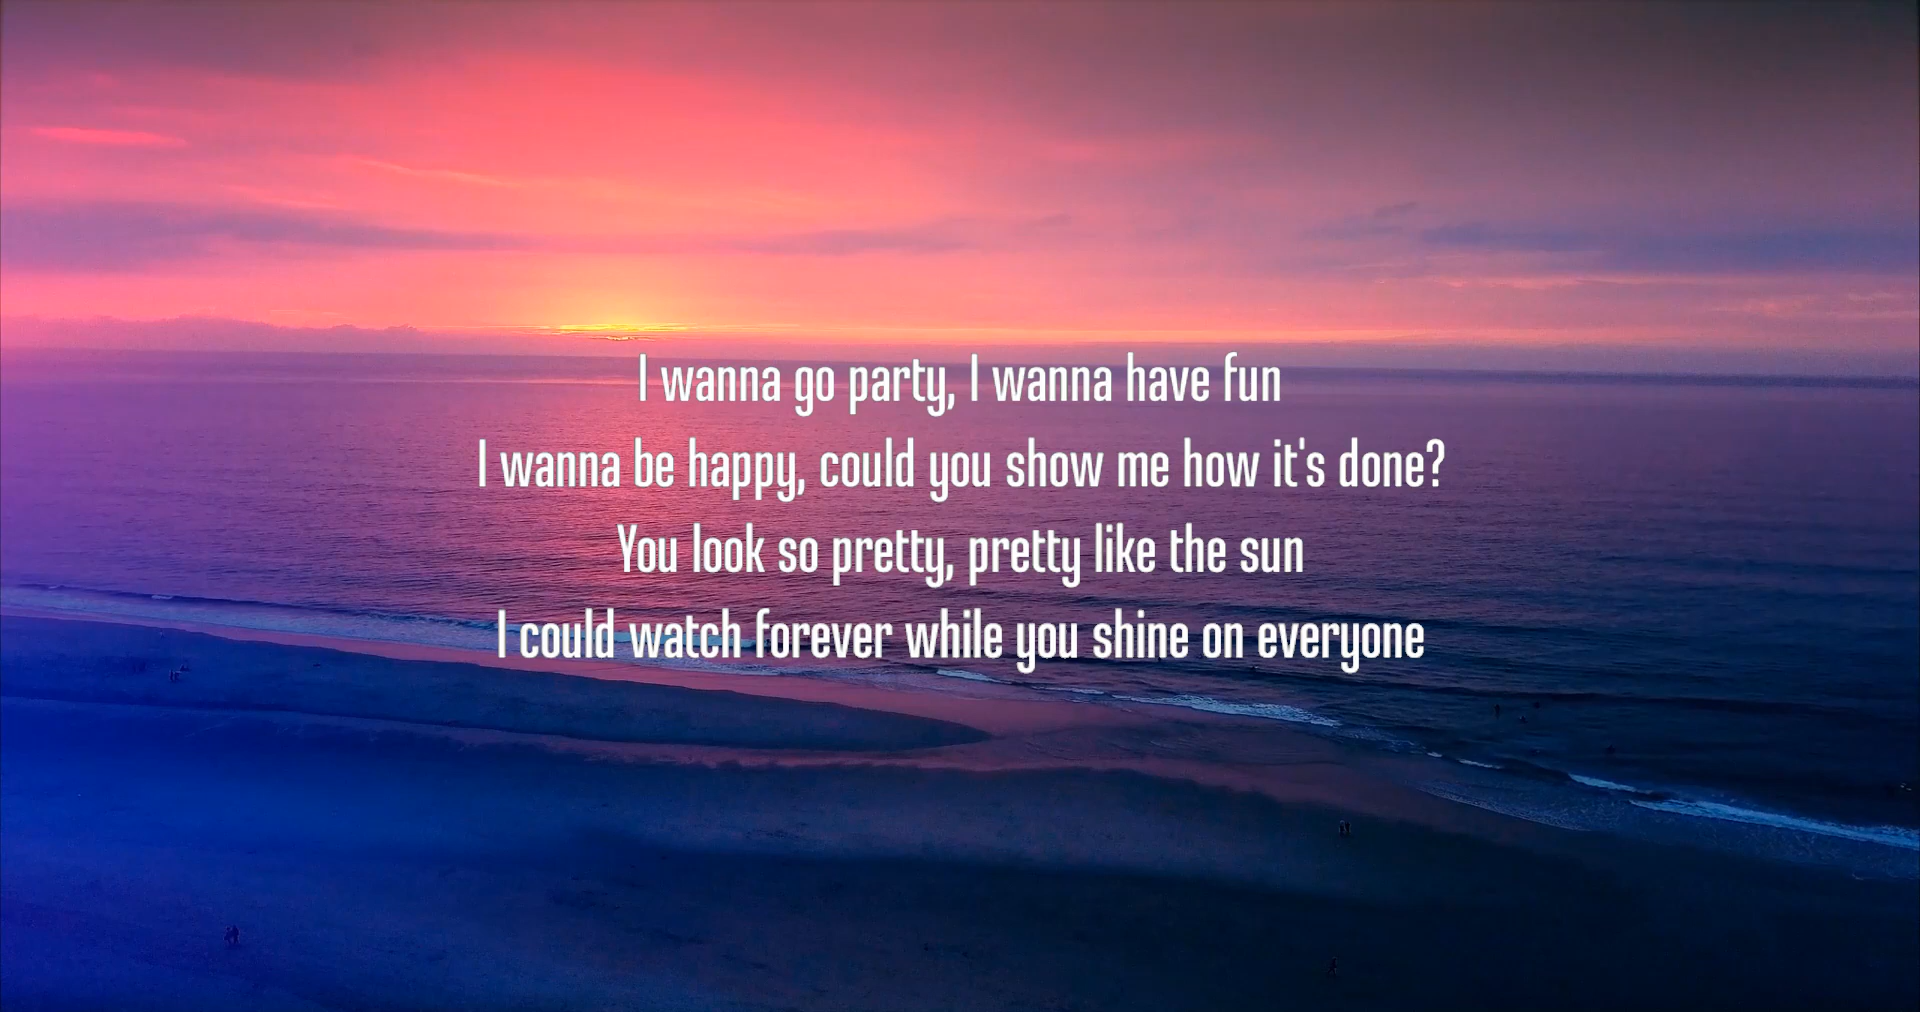 I wanna go party, I wanna have fun
I wanna be happy, could you show me how it's done?
You look so pretty, pretty like the sun
I could watch forever while you shine on everyone